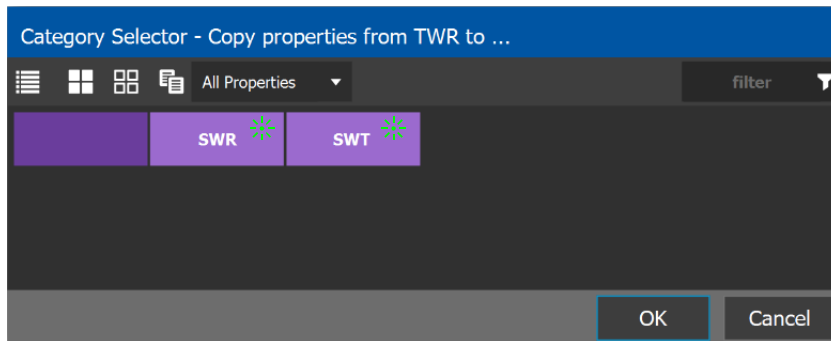 Category Selector - Copy properties from TWR to ...
All Properties filter
SWR SWT
OK Cancel